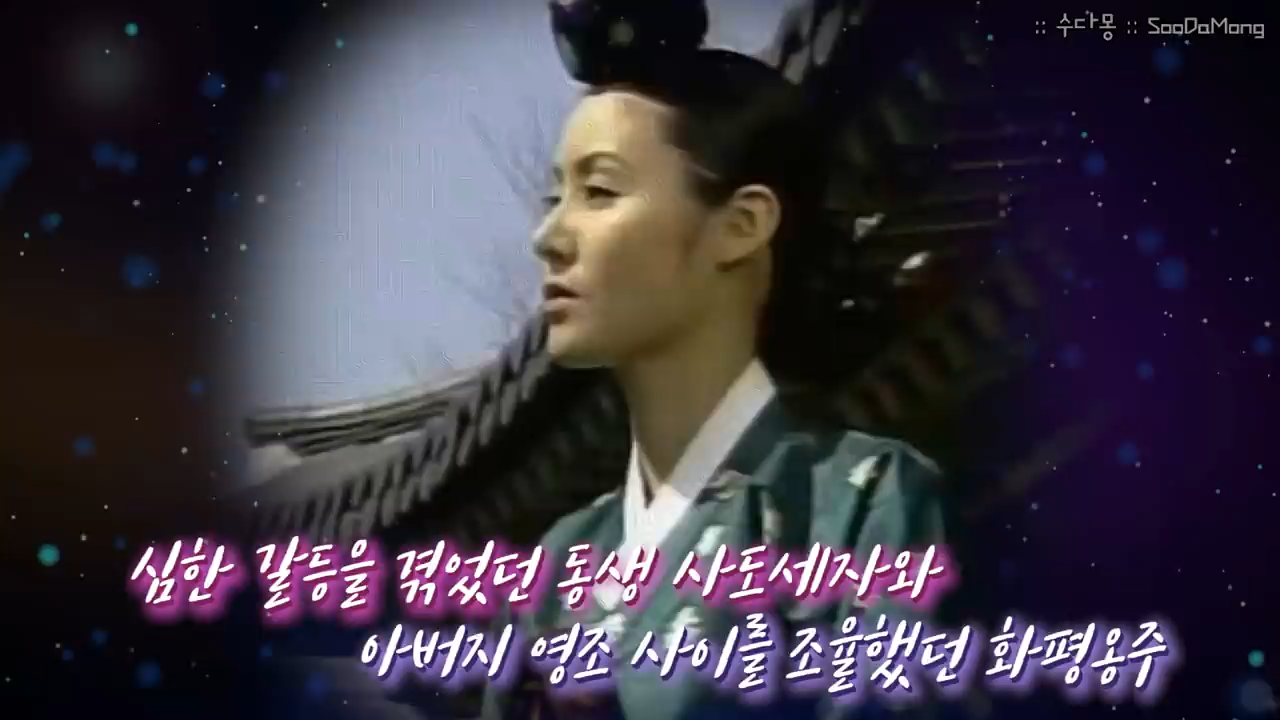 :: 수다몽 :: SooDaMong
심한 갈등을 겪었던 동생 사도세자와
아버지 영조 사이를 조율했던 화평옹주